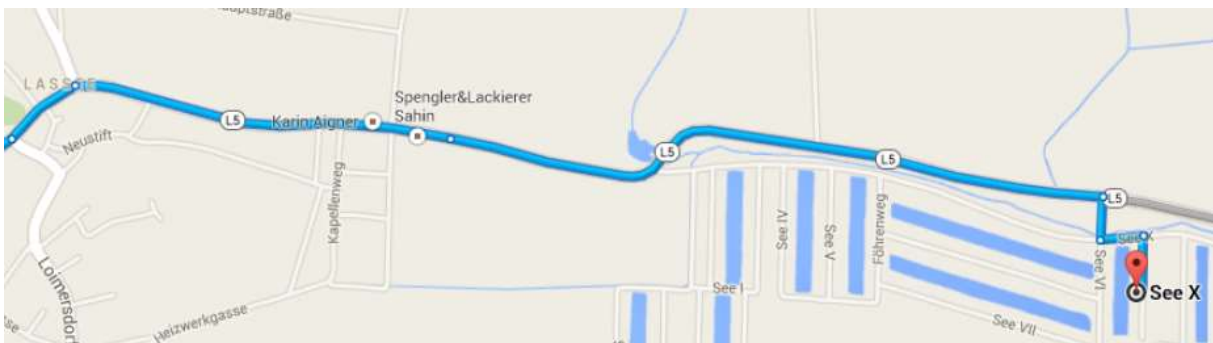 LASSEE
L5
Karin Aigner
Spengler&Lackierer
Sahin
L5
L5
L5
Neustift
Kapellenweg
Loimersdorf
Heizwerkgasse
See I
See IV
See V
Föhrenweg
See VI
See VII
See X
See X